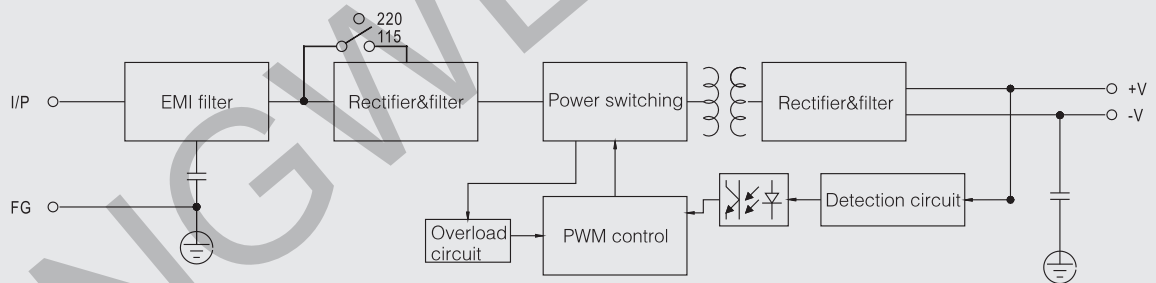 220
115
I/P
EMI filter
Rectifier&filter
Power switching
Rectifier&filter
+V
-V
FG
Overload
circuit
PWM control
Detection circuit